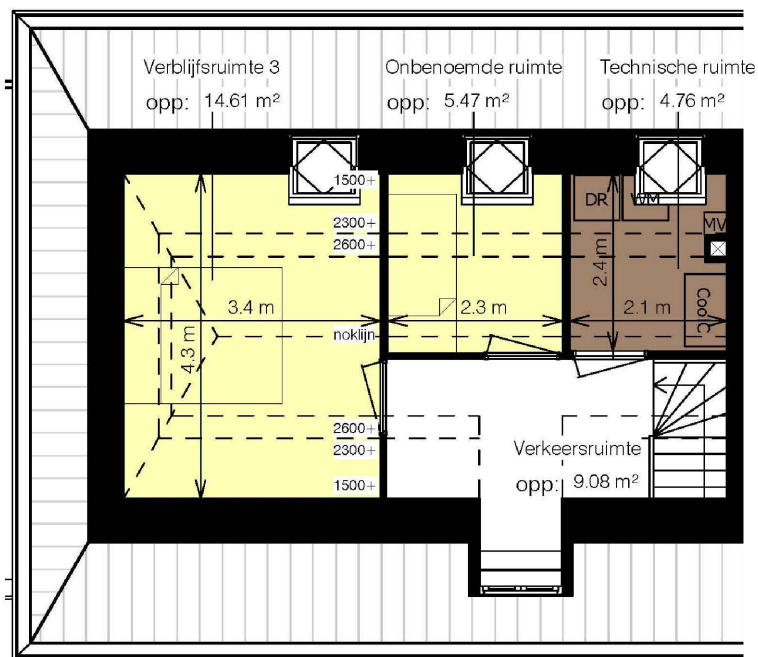 Verblijfsruimte 3
opp: 14.61 m²
Onbenoemde ruimte
opp: 5.47 m²
Technische ruimte
opp: 4.76 m²
1500+
2300+
2600+
DR
WM
MV
2.4 m
3.4 m
2.3 m
2.1 m
4.3 m
noklijn
2600+
2300+
1500+
Verkeersruimte
opp: 9.08 m²